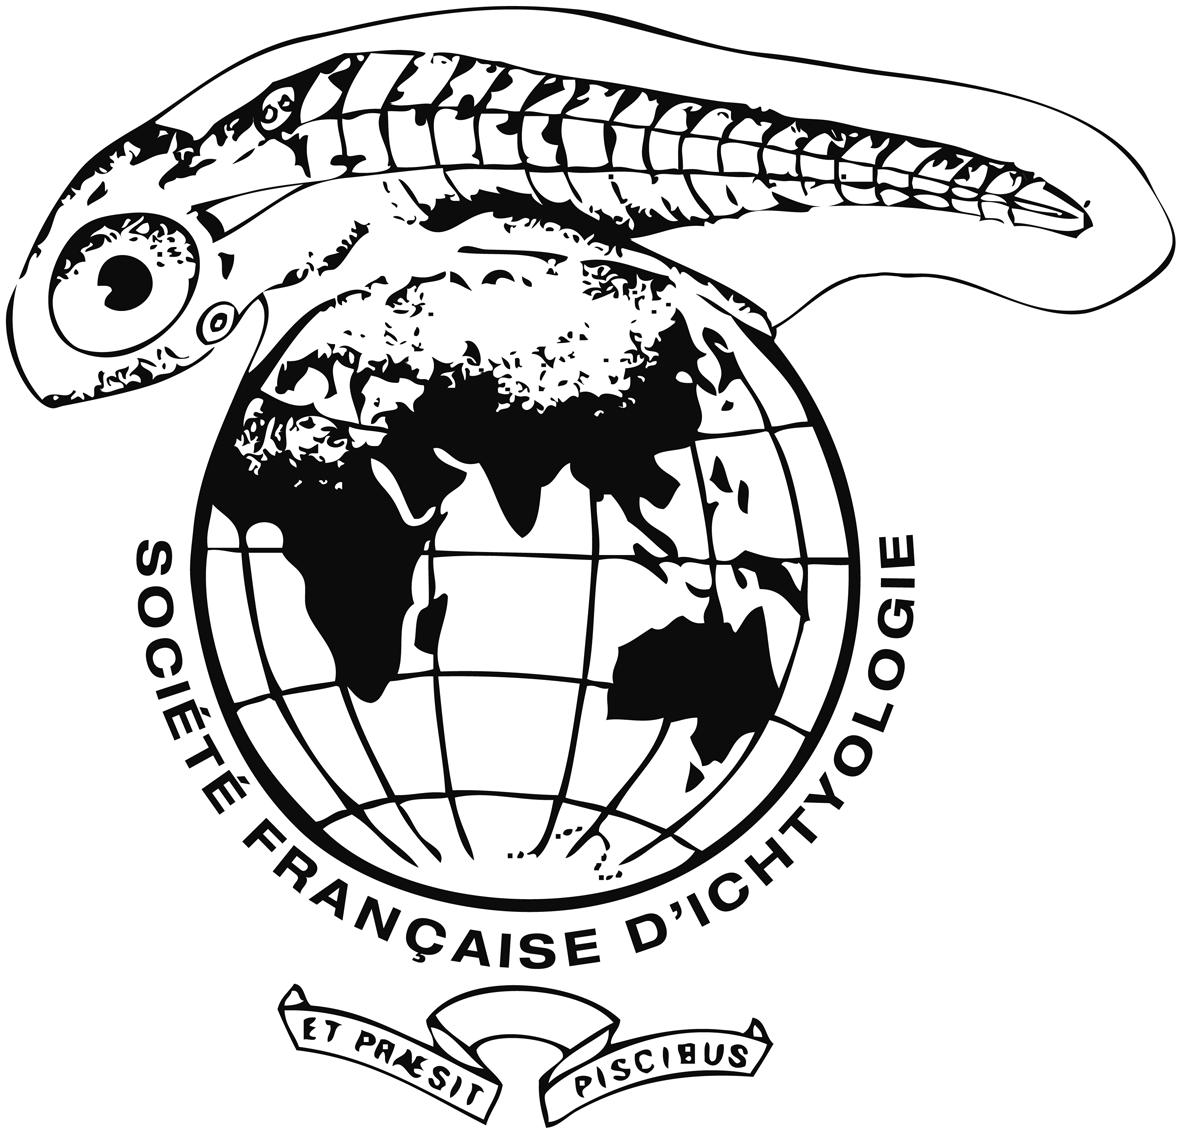 SOCIÉTÉ FRANÇAISE D'ICHTYOLOGIE
ET PRÆSIT PISCIBUS